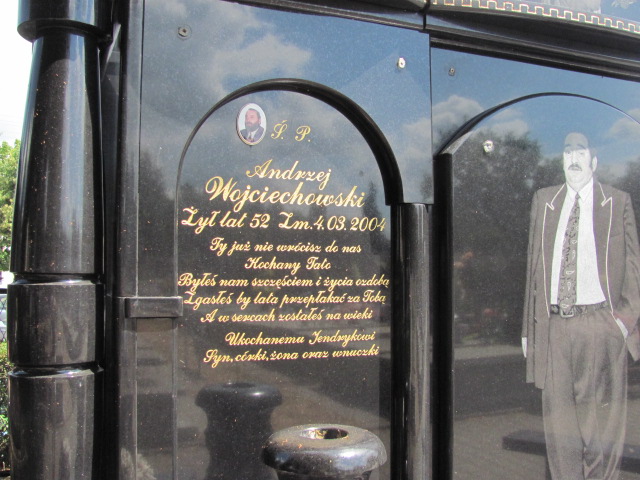 Ś. P.
Andrzej
Wojciechowski
Żył lat 52 Zm. 4.03.2004
Ty już nie wrócisz do nas
Kochany Tato
Byłeś nam szczęściem i życia ozdobą
Zgasłeś by lata przepłakać za Tobą
A w sercach zostałeś na wieki
Ukochanemu Jendrykowi
Syn, córki, żona oraz wnuczki